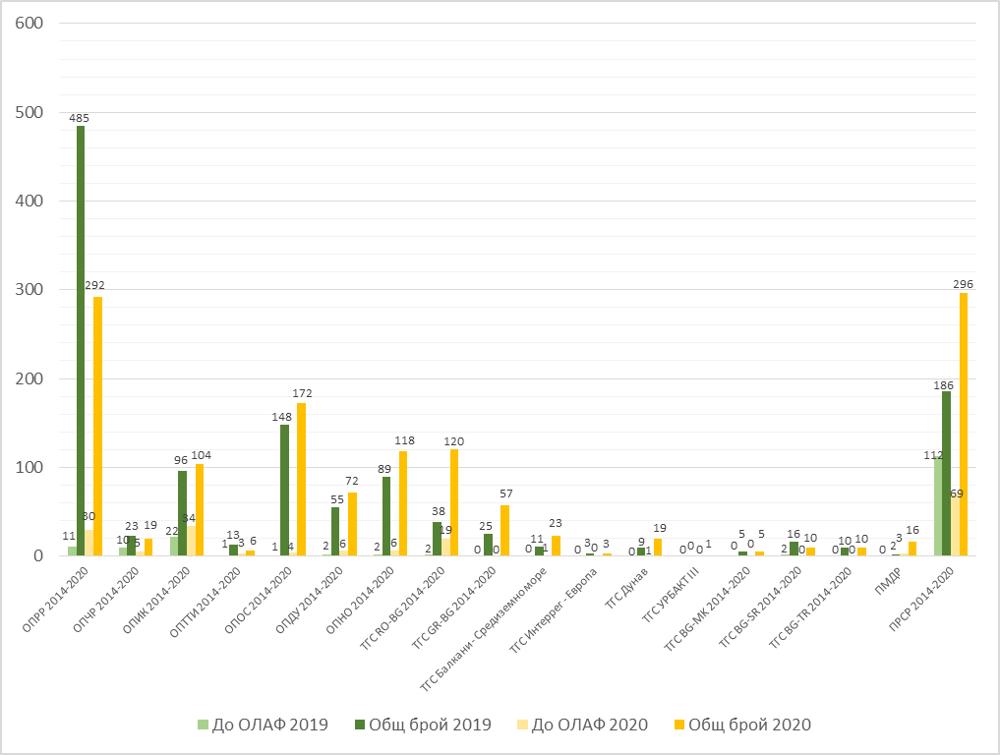 600
500
400
300
200
100
0
11 485 30 292
10 23 5 19
22 96 34 104
1 13 3 6
1 148 4 172
2 55 6 72
2 89 6 118
2 38 19 120
0 25 0 57
0 11 1 23
0 3 0 3
0 9 1 19
0 0 0 1
0 5 0 5
2 16 0 10
0 10 0 10
0 2 3 16
112 186 69 296
ОПРР 2014-2020
ОПЧР 2014-2020
ОПИК 2014-2020
ОПТТИ 2014-2020
ОПОС 2014-2020
ОПДУ 2014-2020
ОПНО 2014-2020
ТГС RO-BG 2014-2020
ТГС GR-BG 2014-2020
ТГС Балкани- Средиземно море
ТГС Интеррег - Европа
ТГС Дунав
ТГС УРБАКТ III
ТГС BG-MK 2014-2020
ТГС BG-SR 2014-2020
ТГС BG-TR 2014-2020
ПМДР
ПРСР 2014-2020
До ОЛАФ 2019
Общ брой 2019
До ОЛАФ 2020
Общ брой 2020